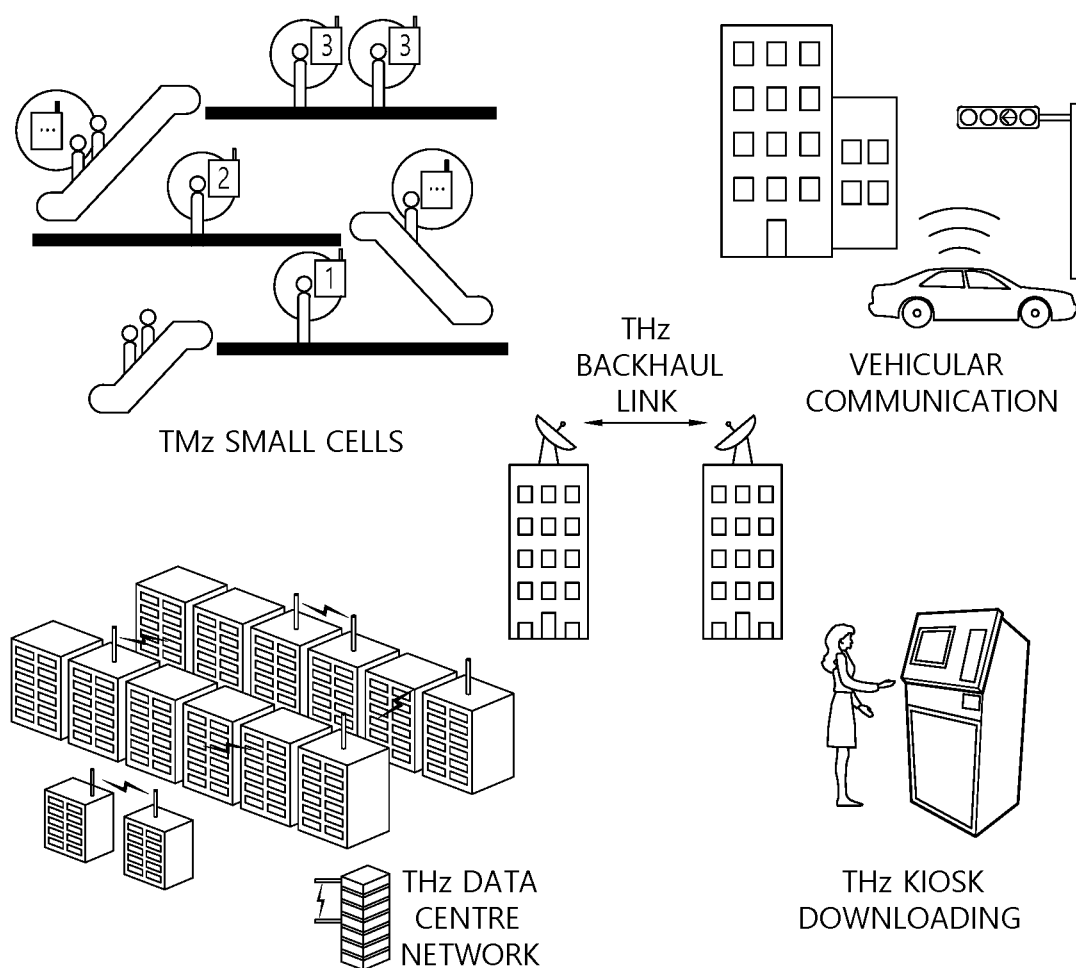 3 3
...
2
...
1
TMz SMALL CELLS
VEHICULAR
COMMUNICATION
THz
BACKHAUL
LINK
THz DATA
CENTRE
NETWORK
THz KIOSK
DOWNLOADING